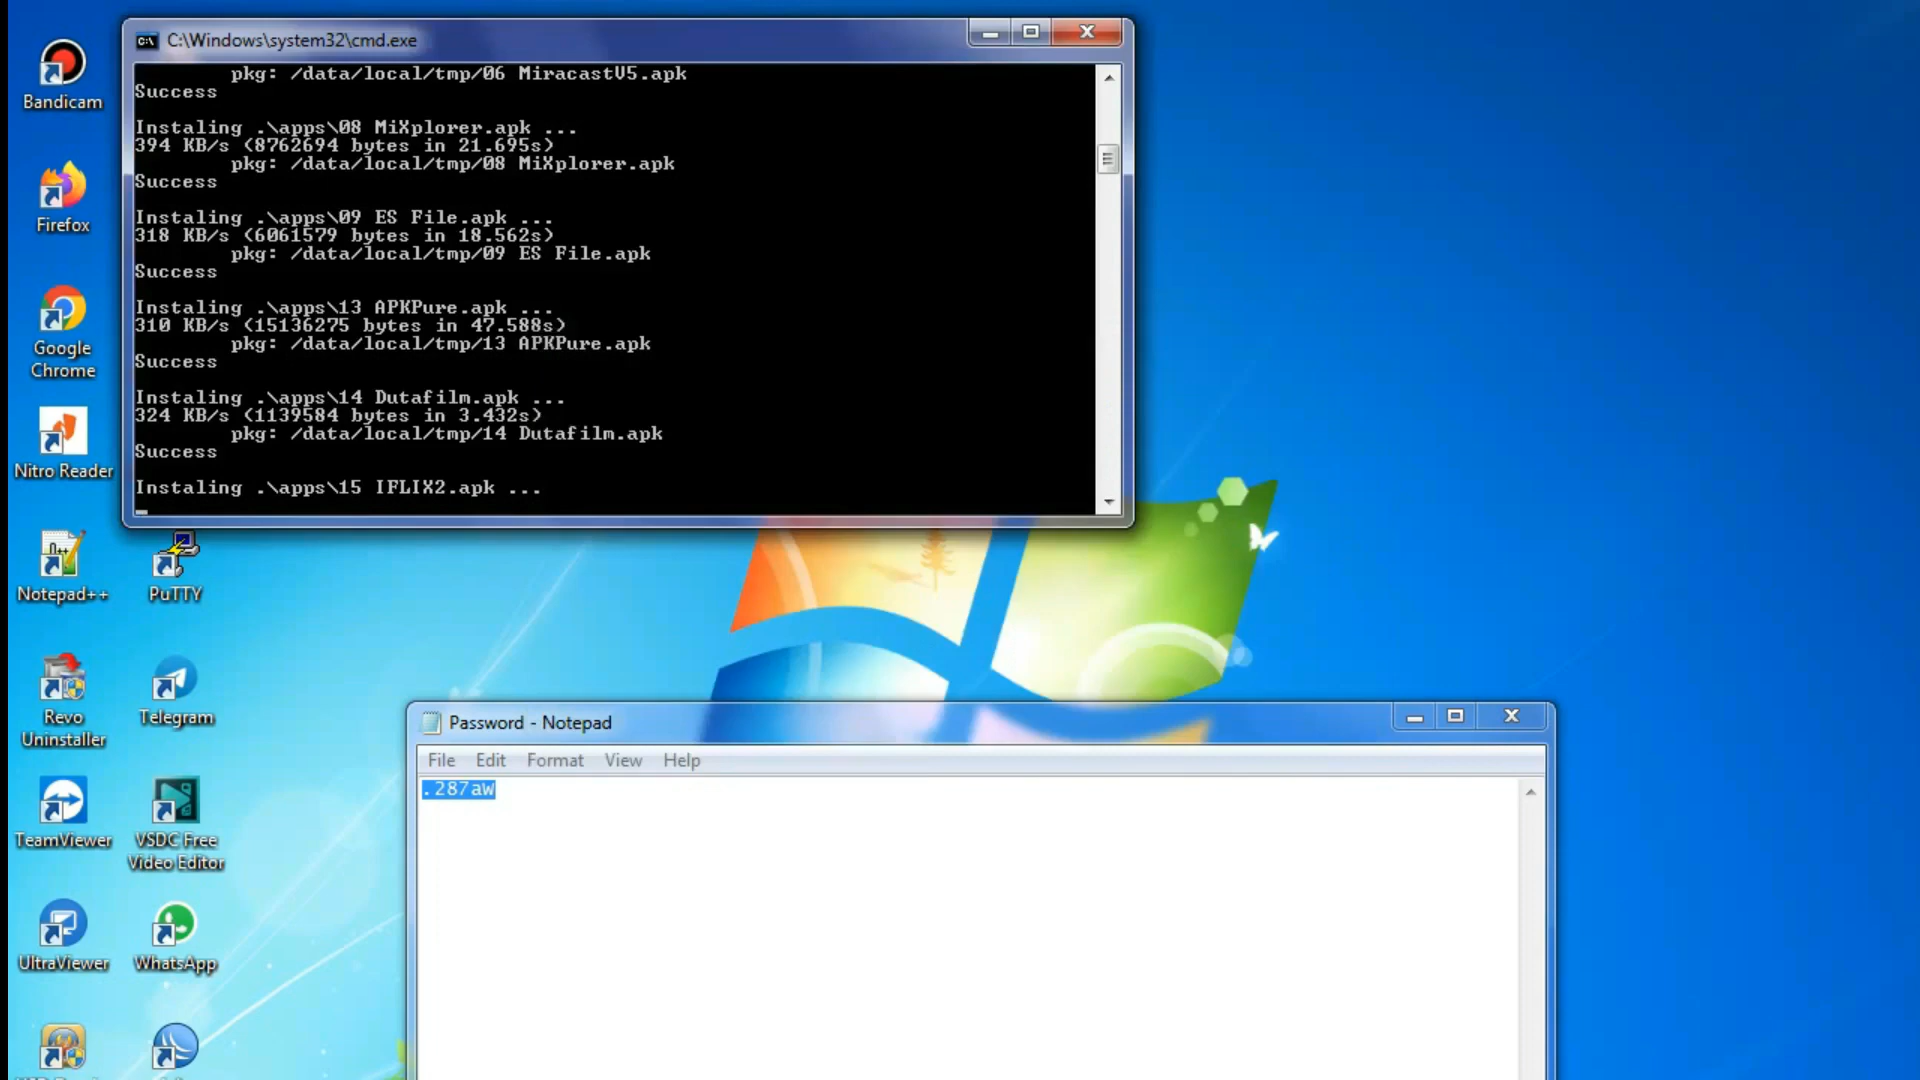 C:\Windows\system32\cmd.exe
pkg: /data/local/tmp/06 MiracastV5.apk
Success
Instaling .\apps\08 MiXplorer.apk ...
394 KB/s (8762694 bytes in 21.695s)
pkg: /data/local/tmp/08 MiXplorer.apk
Success
Instaling .\apps\09 ES File.apk ...
318 KB/s (6061579 bytes in 18.562s)
pkg: /data/local/tmp/09 ES File.apk
Success
Instaling .\apps\13 APKPure.apk ...
310 KB/s (15136275 bytes in 47.588s)
pkg: /data/local/tmp/13 APKPure.apk
Success
Instaling .\apps\14 Dutafilm.apk ...
324 KB/s (1139584 bytes in 3.432s)
pkg: /data/local/tmp/14 Dutafilm.apk
Success
Instaling .\apps\15 IFLIX2.apk ...
Bandicam
Firefox
Google
Chrome
Nitro Reader
Notepad++
PuTTY
Revo
Uninstaller
Telegram
TeamViewer
VSDC Free
Video Editor
UltraViewer
WhatsApp
Password - Notepad
File Edit Format View Help
.287aW